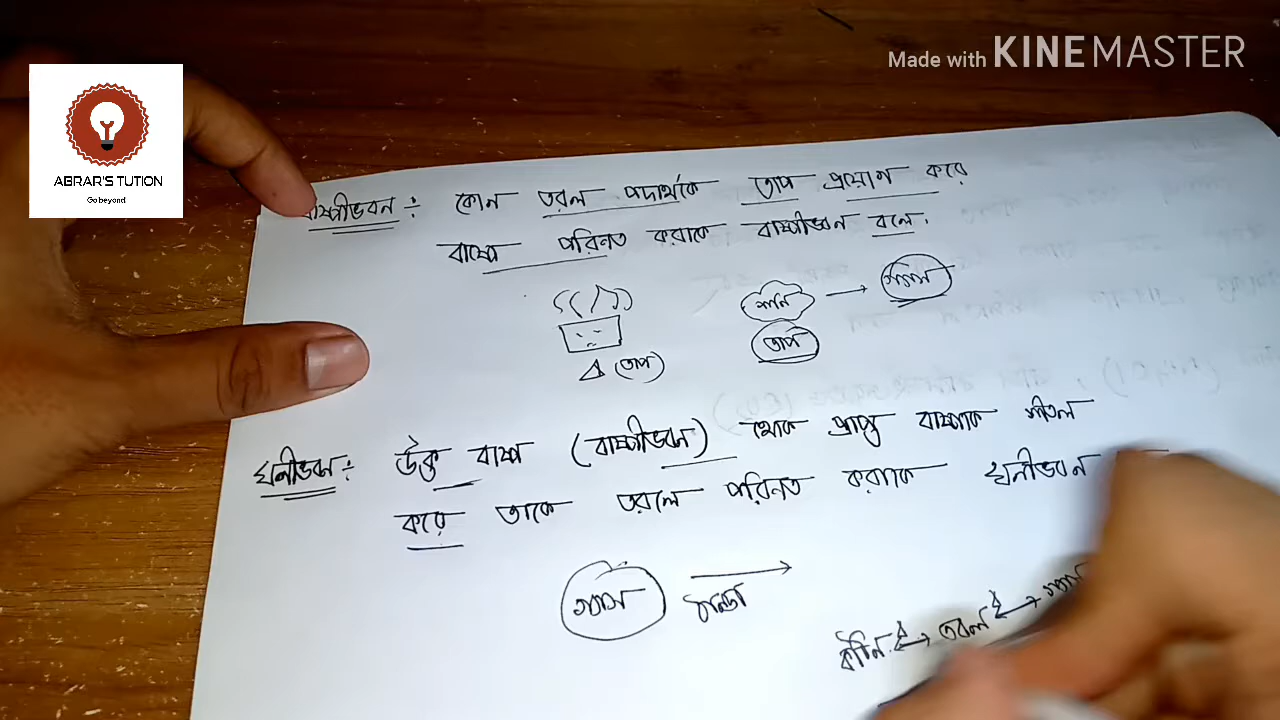 Made with KINEMASTER
ABRAR'S TUTION
Go beyond
বাষ্পীভবন : কোন তরল পদার্থকে তাপ প্রয়োগ করে
বাষ্পে পরিনত করাকে বাষ্পীভবন বলে।
পানি → গ্যাস
তাপ
Δ (তাপ)
ঘনীভবন : উক্ত বাষ্প (বাষ্পীভবন) থেকে প্রাপ্ত বাষ্পকে শীতল
করে তাকে তরলে পরিনত করাকে ঘনীভবন
গ্যাস → ঠান্ডা
কঠিন Δ→ তরল Δ→ গ্যাস